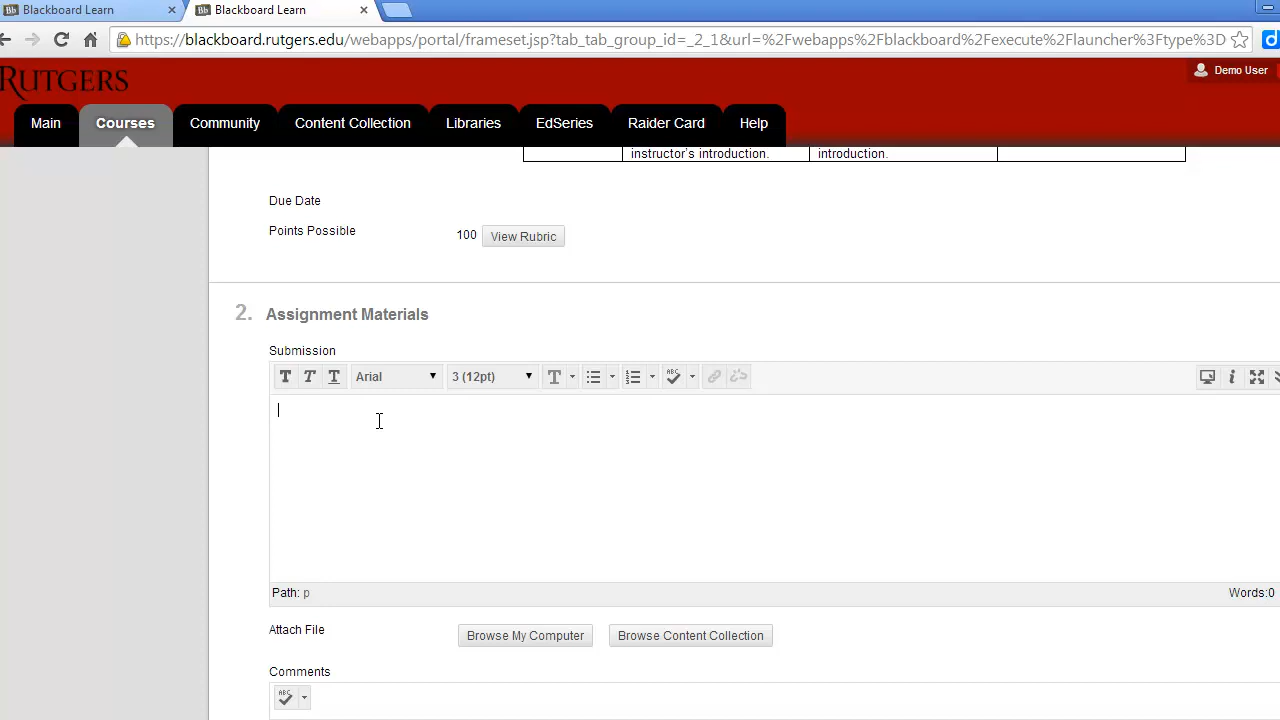 Blackboard Learn
Blackboard Learn
https://blackboard.rutgers.edu/webapps/portal/frameset.jsp?tab_tab_group_id=_2_1&url=%2Fwebapps%2Fblackboard%2Fexecute%2Flauncher%3Ftype%3D
RUTGERS
Demo User
Main Courses Community Content Collection Libraries EdSeries Raider Card Help
instructor's introduction. introduction.
Due Date
Points Possible 100 View Rubric
2. Assignment Materials
Submission
T T T Arial 3 (12pt) T ABC
Path: p Words:0
Attach File Browse My Computer Browse Content Collection
Comments
ABC